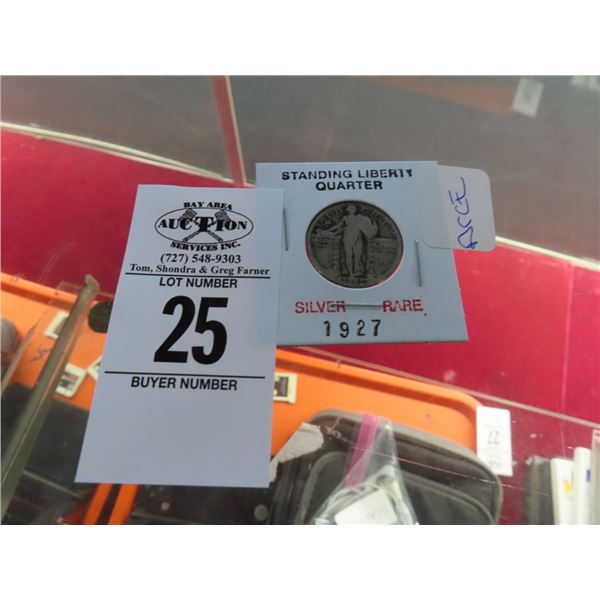 BAY AREA
AUCTION
SERVICES INC.
(727) 548-9303
Tom, Shondra & Greg Farner
LOT NUMBER
25
BUYER NUMBER
STANDING LIBERTY
QUARTER
SILVER RARE.
1927
27